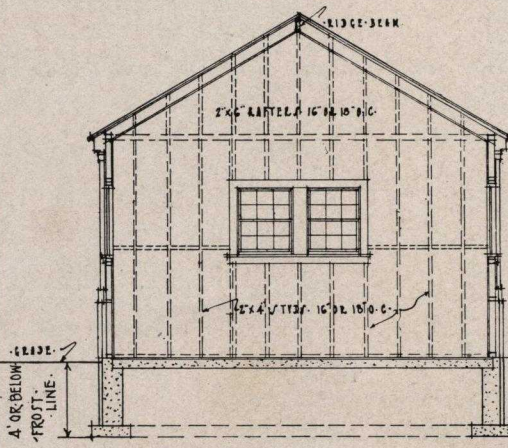 ·RIDGE·BEAM
2"X6" RAFTERS 16" OR 18" O.C.
2"X4" STUDS· 16" OR 18" O.C.
·GRADE·
4' OR·BELOW
·FROST·
·LINE·